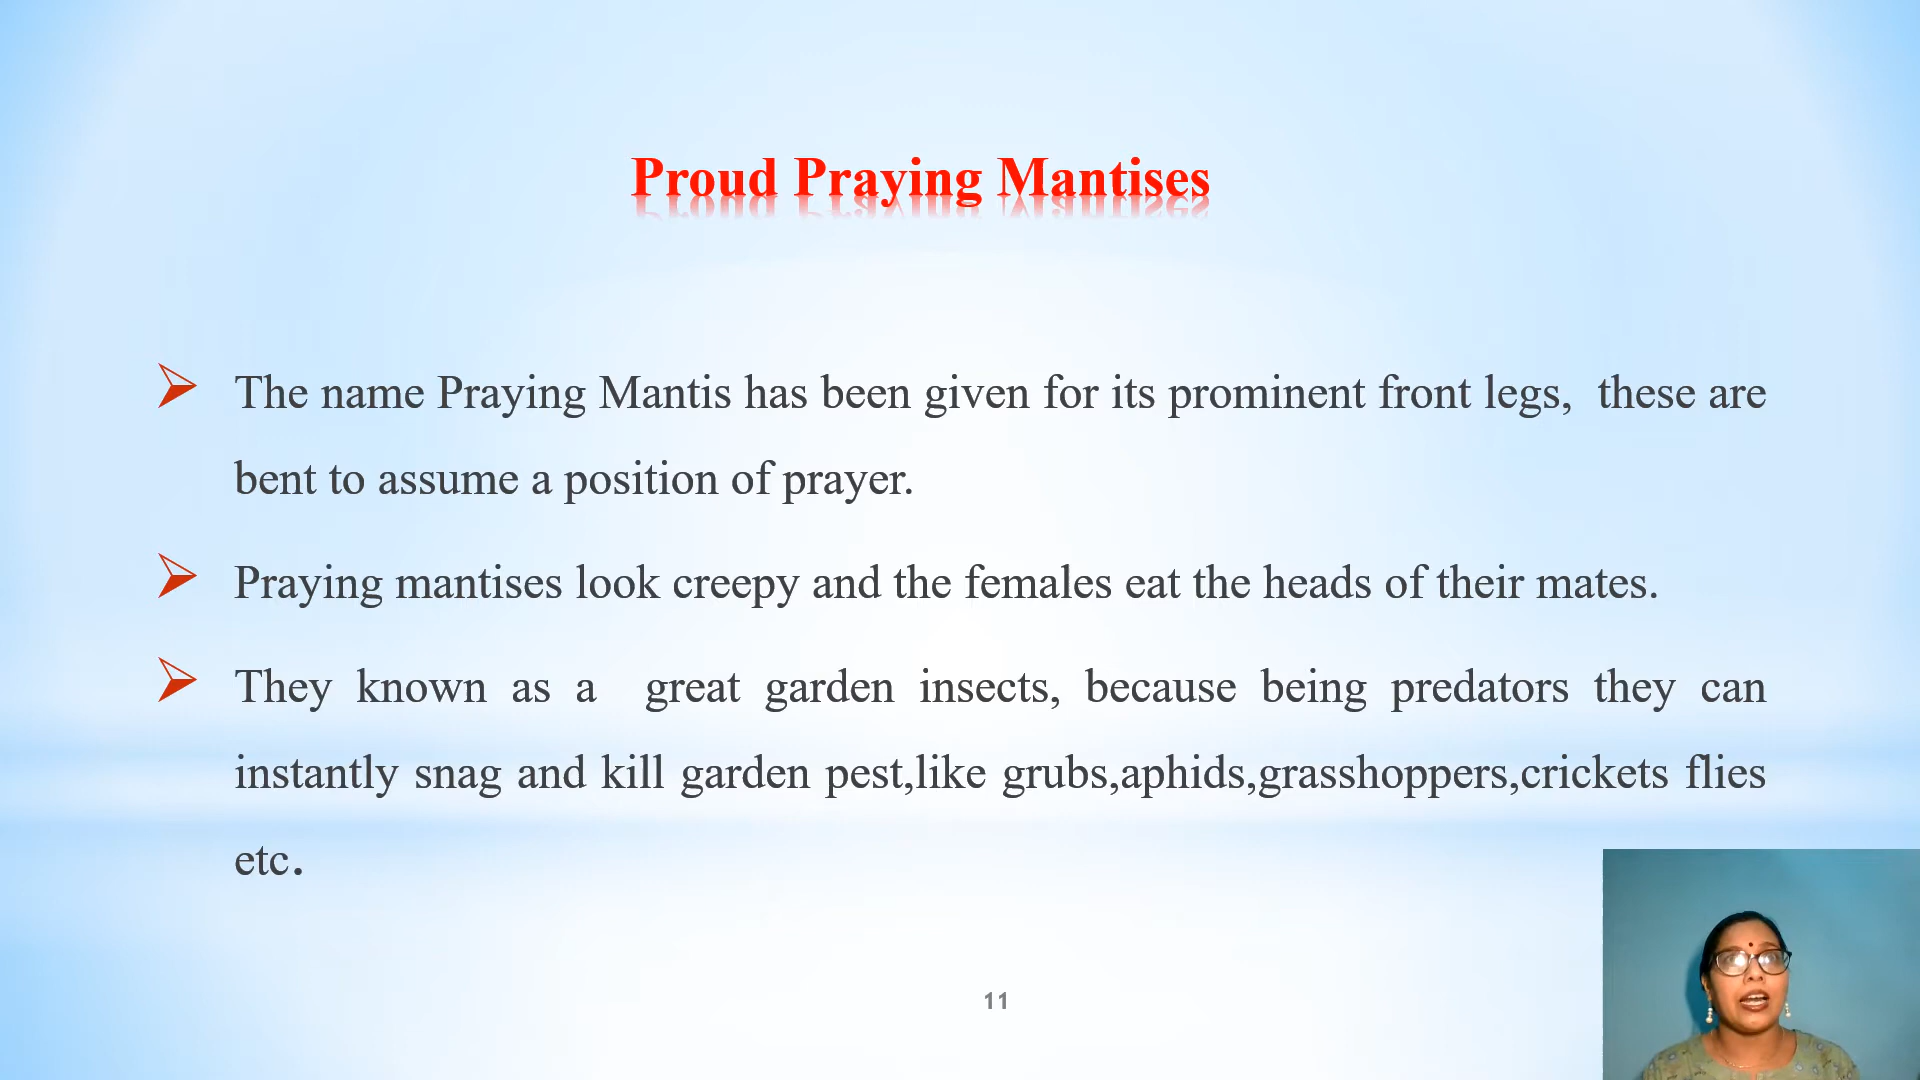 Proud Praying Mantises
The name Praying Mantis has been given for its prominent front legs,  these are
bent to assume a position of prayer.
Praying mantises look creepy and the females eat the heads of their mates.
They known as a  great garden insects, because being predators they can
instantly snag and kill garden pest,like grubs,aphids,grasshoppers,crickets flies
etc.
11